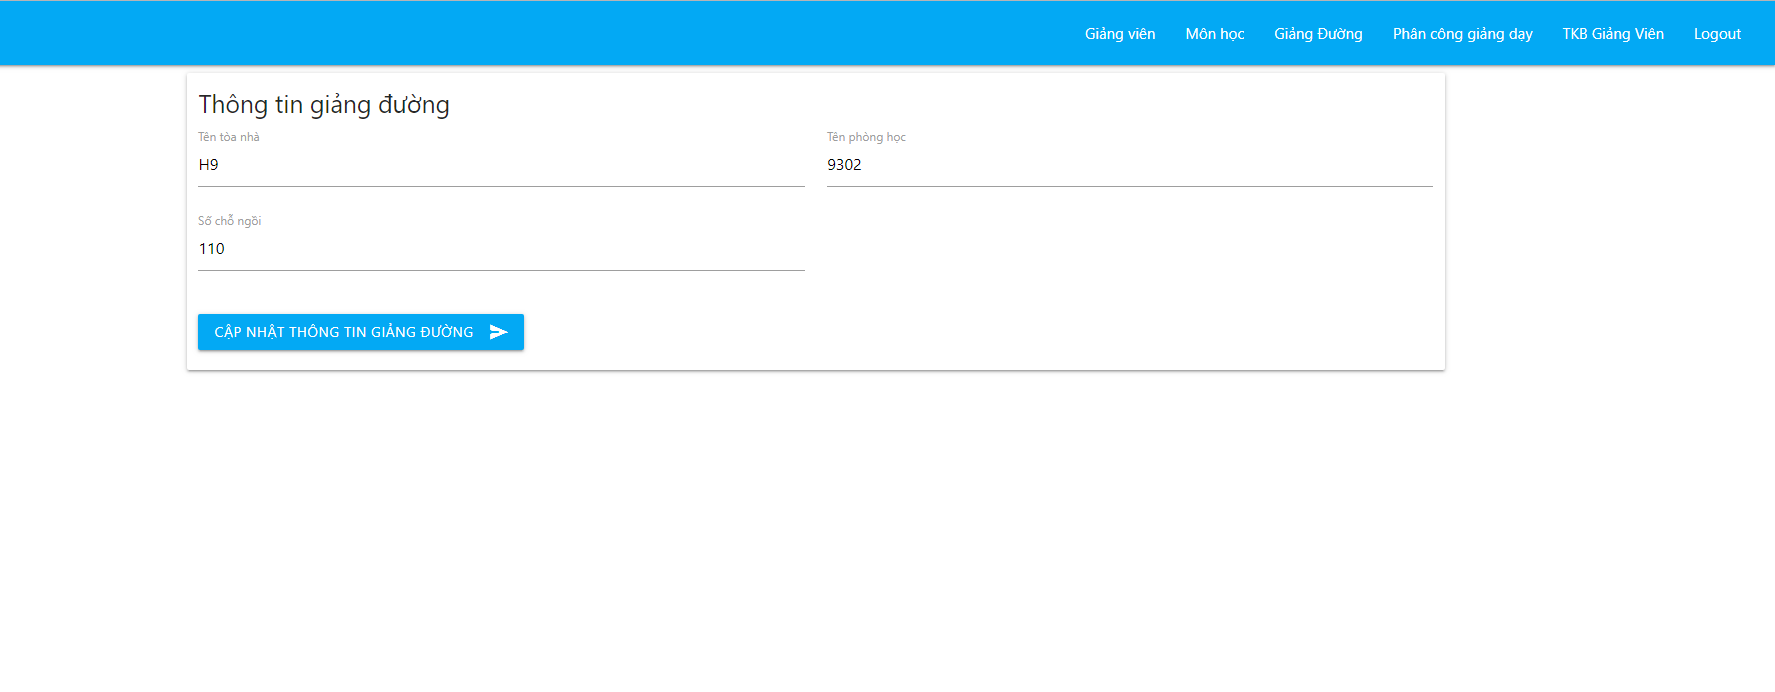 Giảng viên Môn học Giảng Đường Phân công giảng dạy TKB Giảng Viên Logout
Thông tin giảng đường
Tên tòa nhà
H9
Tên phòng học
9302
Số chỗ ngồi
110
CẬP NHẬT THÔNG TIN GIẢNG ĐƯỜNG